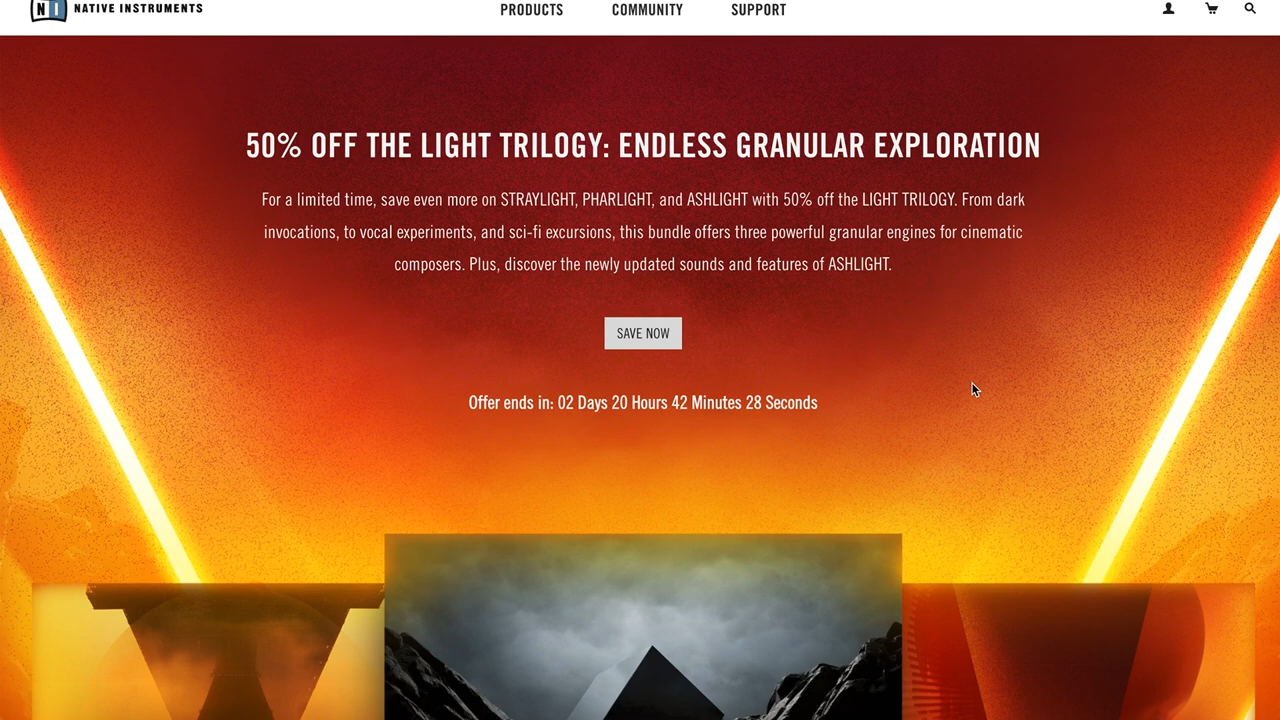 NI NATIVE INSTRUMENTS
PRODUCTS COMMUNITY SUPPORT
50% OFF THE LIGHT TRILOGY: ENDLESS GRANULAR EXPLORATION
For a limited time, save even more on STRAYLIGHT, PHARLIGHT, and ASHLIGHT with 50% off the LIGHT TRILOGY. From dark
invocations, to vocal experiments, and sci-fi excursions, this bundle offers three powerful granular engines for cinematic
composers. Plus, discover the newly updated sounds and features of ASHLIGHT.
SAVE NOW
Offer ends in: 02 Days 20 Hours 42 Minutes 28 Seconds